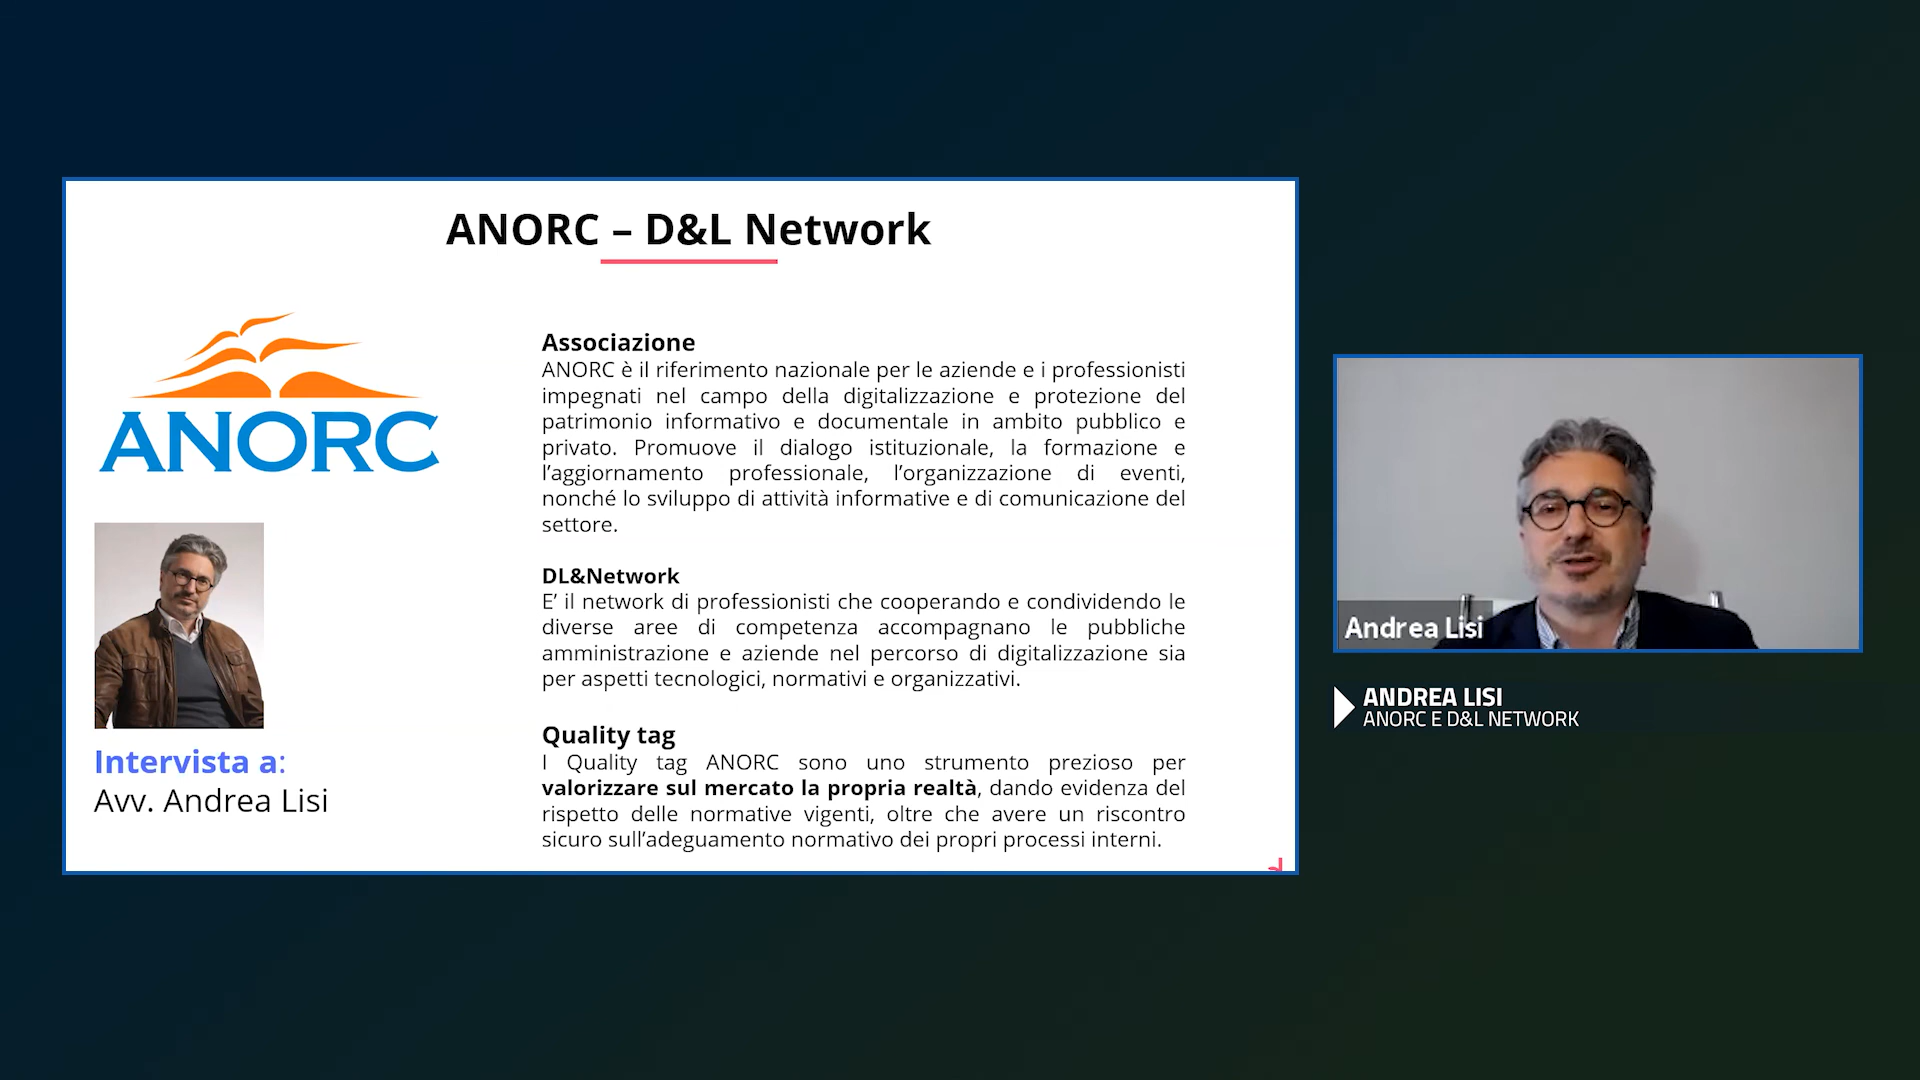 ANORC – D&L Network
ANORC
Intervista a:
Avv. Andrea Lisi
Associazione
ANORC è il riferimento nazionale per le aziende e i professionisti
impegnati nel campo della digitalizzazione e protezione del
patrimonio informativo e documentale in ambito pubblico e
privato. Promuove il dialogo istituzionale, la formazione e
l’aggiornamento professionale, l’organizzazione di eventi,
nonché lo sviluppo di attività informative e di comunicazione del
settore.
DL&Network
E’ il network di professionisti che cooperando e condividendo le
diverse aree di competenza accompagnano le pubbliche
amministrazione e aziende nel percorso di digitalizzazione sia
per aspetti tecnologici, normativi e organizzativi.
Quality tag
I Quality tag ANORC sono uno strumento prezioso per
valorizzare sul mercato la propria realtà, dando evidenza del
rispetto delle normative vigenti, oltre che avere un riscontro
sicuro sull’adeguamento normativo dei propri processi interni.
Andrea Lisi
ANDREA LISI
ANORC E D&L NETWORK